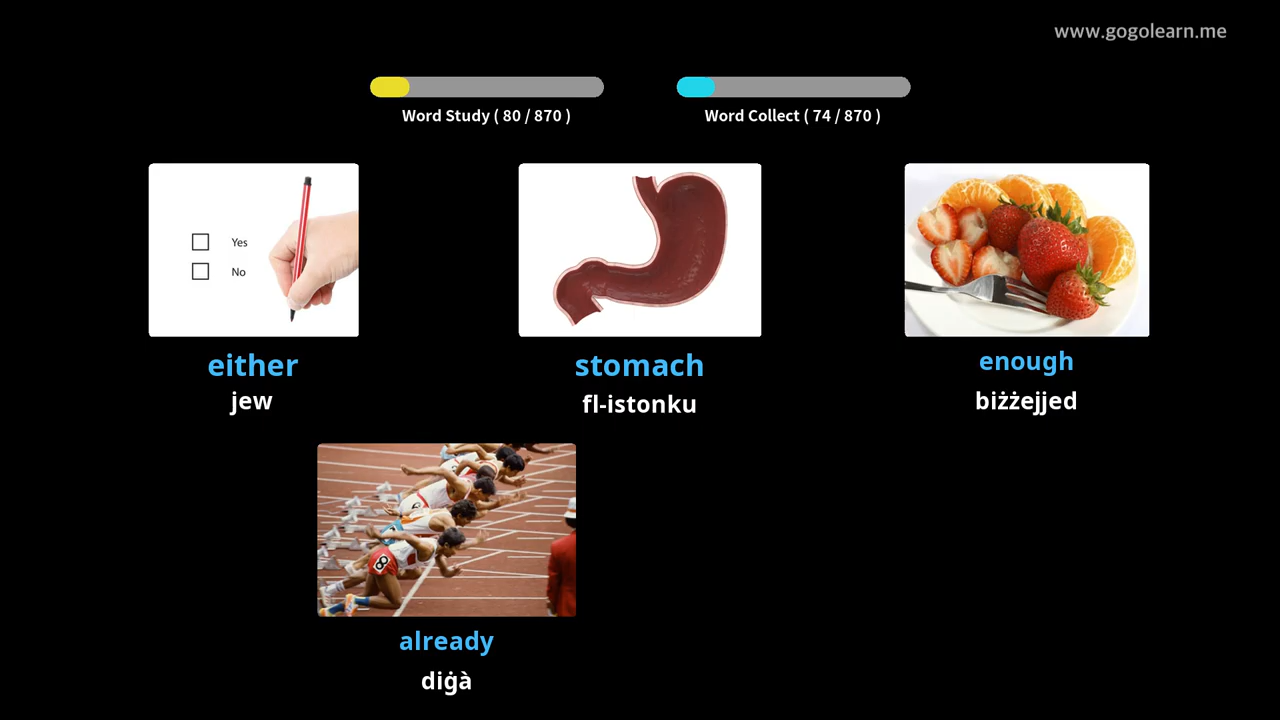 www.gogolearn.me
Word Study ( 80 / 870 )
Word Collect ( 74 / 870 )
Yes
No
either
jew
stomach
fl-istonku
enough
biżżejjed
8
already
diġà